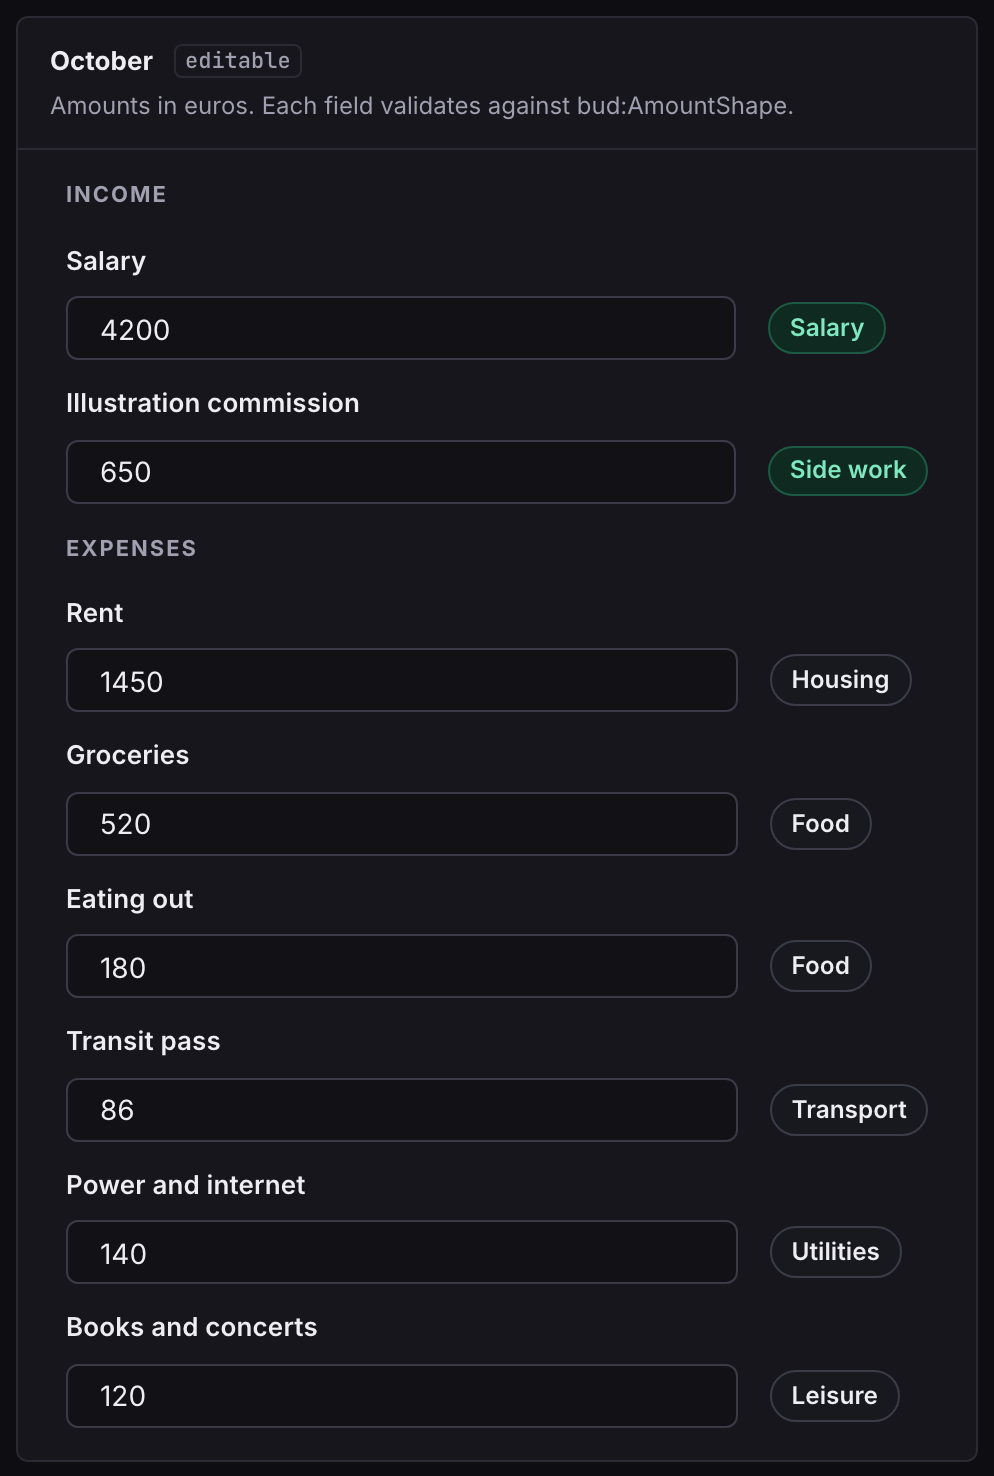 October editable
Amounts in euros. Each field validates against bud:AmountShape.
INCOME
Salary
4200 Salary
Illustration commission
650 Side work
EXPENSES
Rent
1450 Housing
Groceries
520 Food
Eating out
180 Food
Transit pass
86 Transport
Power and internet
140 Utilities
Books and concerts
120 Leisure